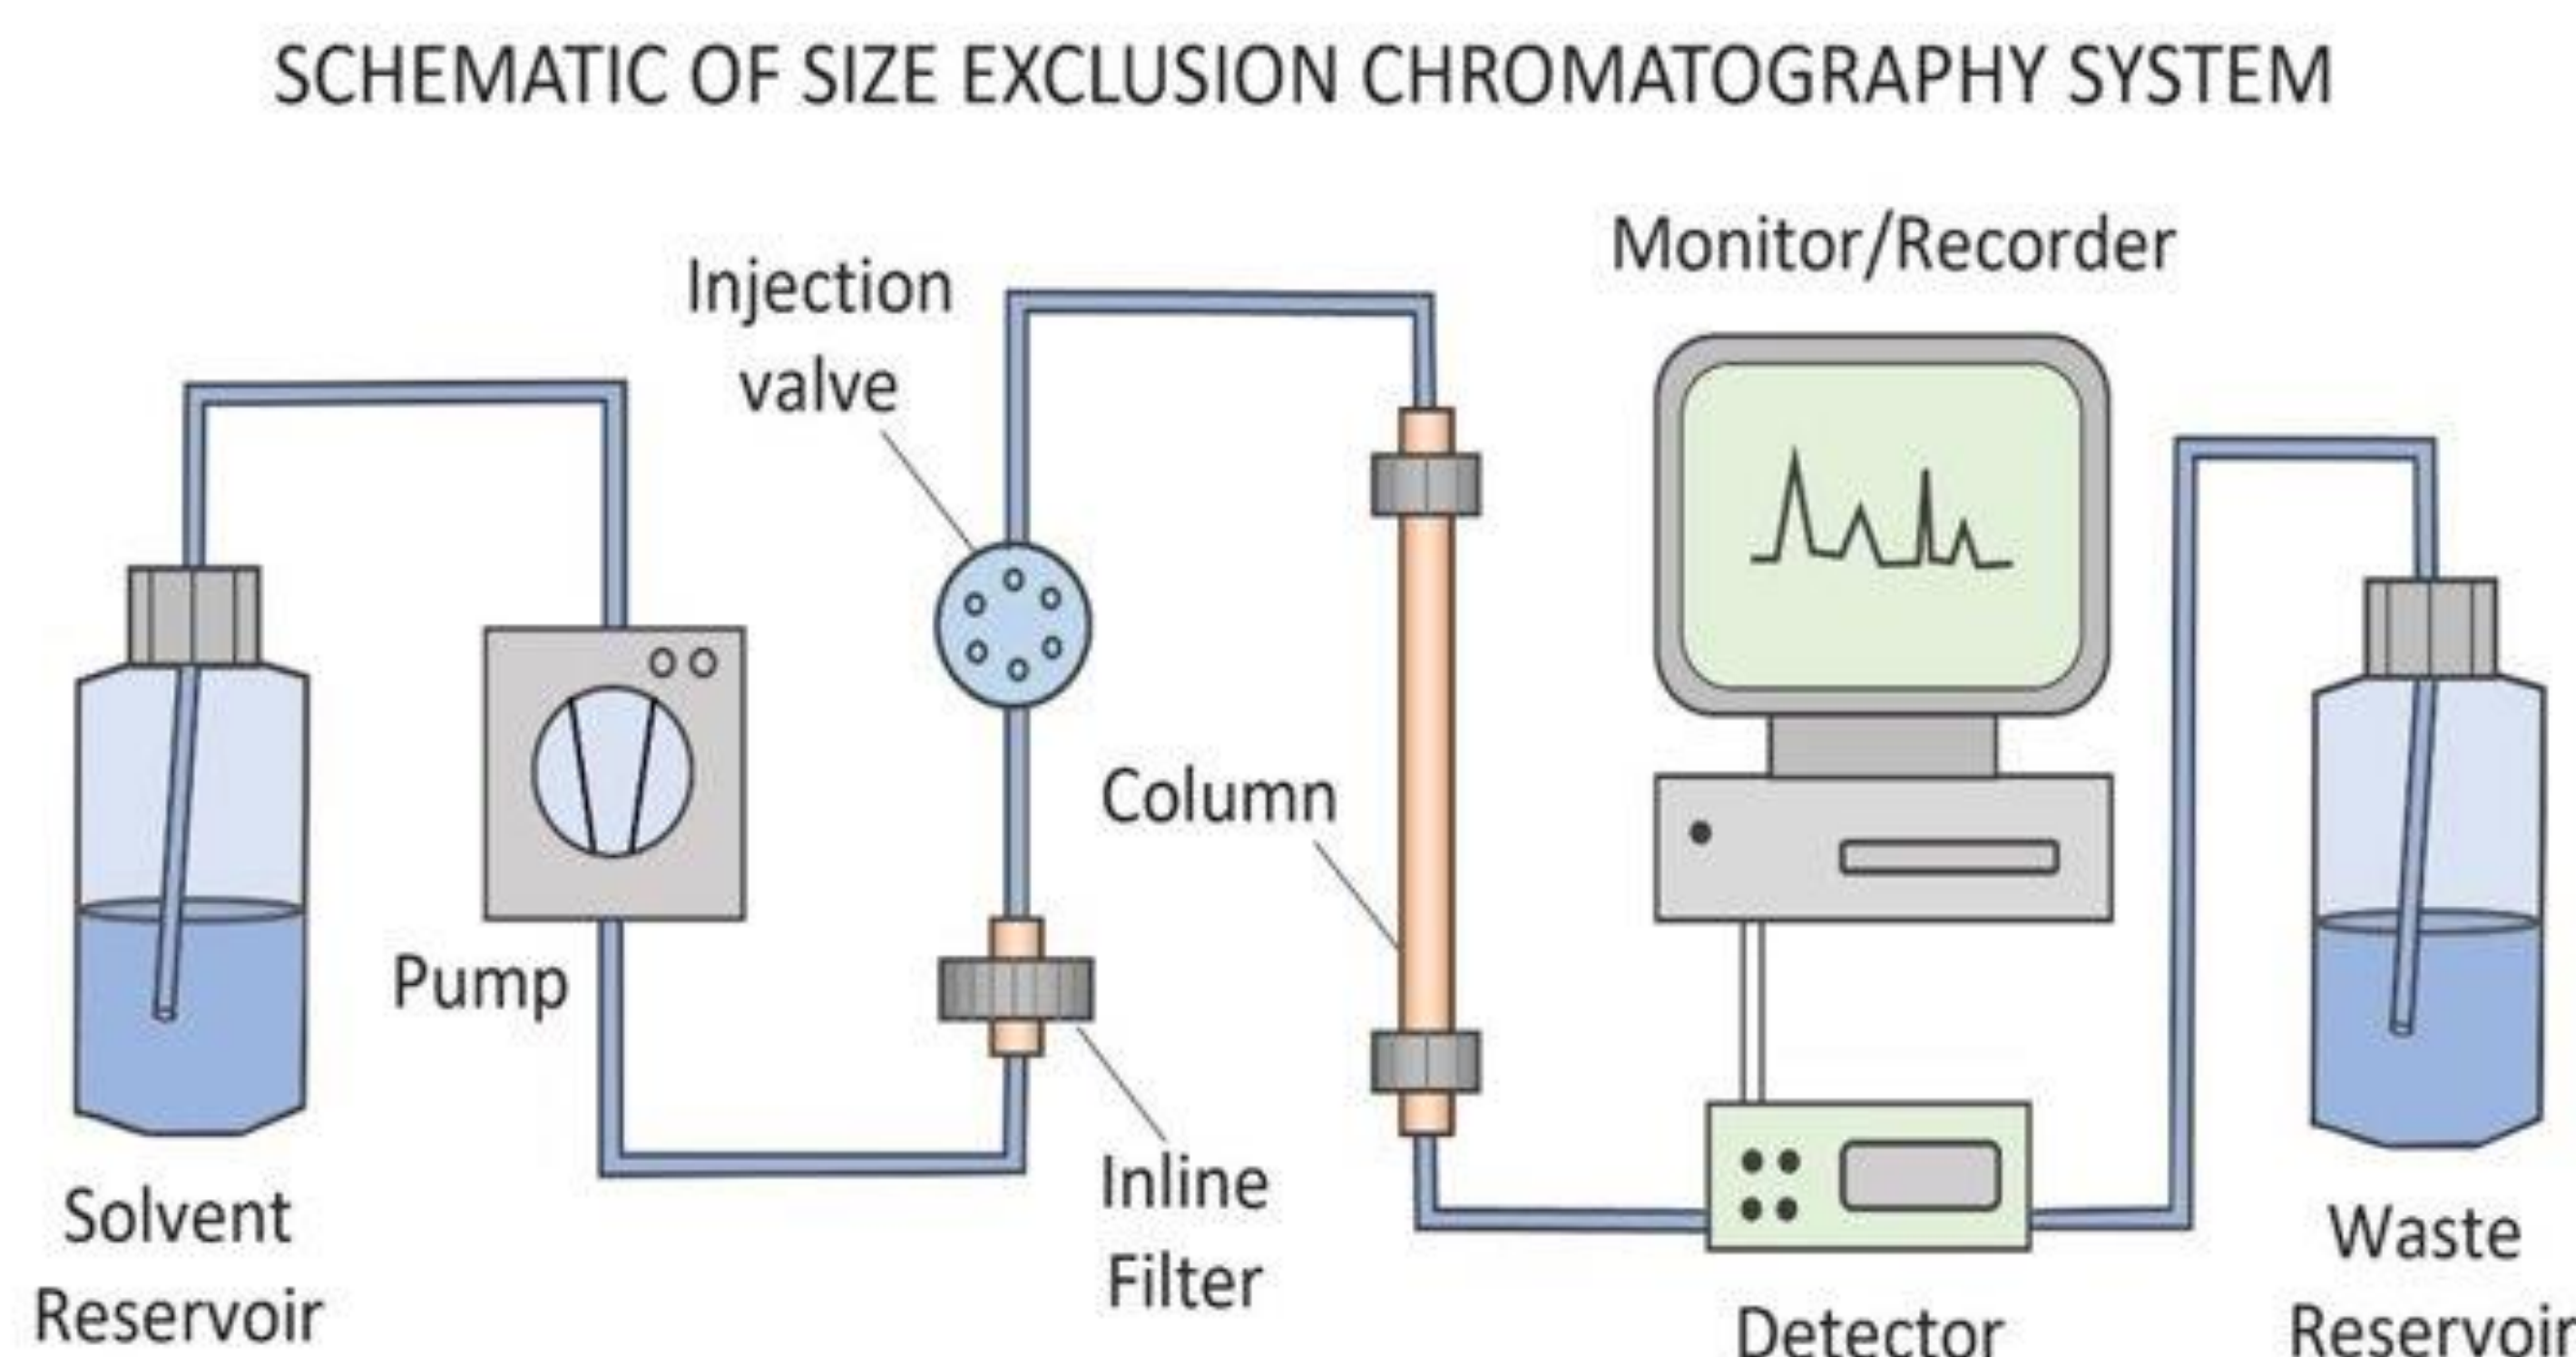 SCHEMATIC OF SIZE EXCLUSION CHROMATOGRAPHY SYSTEM
Monitor/Recorder
Injection
valve
Column
Pump
Inline
Filter
Solvent
Reservoir
Detector
Waste
Reservoir